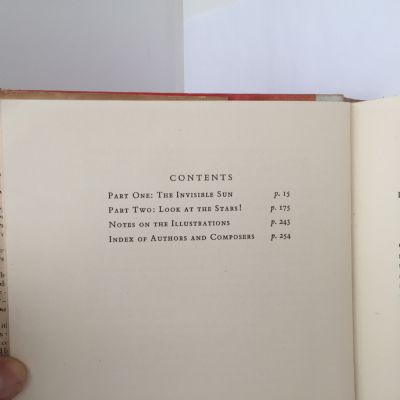 CONTENTS
PART ONE: THE INVISIBLE SUN p. 15
PART TWO: LOOK AT THE STARS! p. 175
NOTES ON THE ILLUSTRATIONS p. 243
INDEX OF AUTHORS AND COMPOSERS p. 254